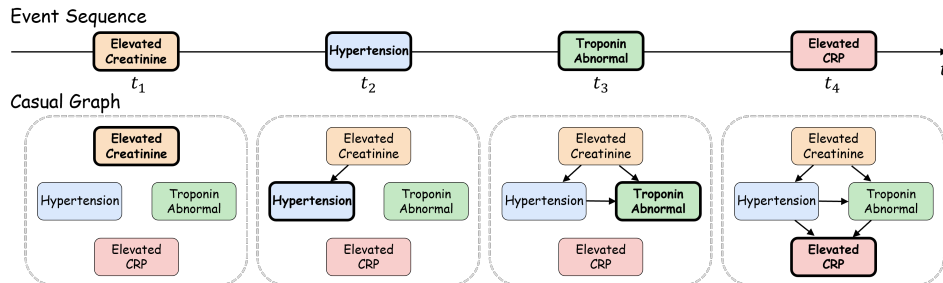 Event Sequence
Elevated
Creatinine
Hypertension
Troponin
Abnormal
Elevated
CRP
t1
t2
t3
t4
t
Casual Graph
Elevated
Creatinine
Hypertension
Troponin
Abnormal
Elevated
CRP
Elevated
Creatinine
Hypertension
Troponin
Abnormal
Elevated
CRP
Elevated
Creatinine
Hypertension
Troponin
Abnormal
Elevated
CRP
Elevated
Creatinine
Hypertension
Troponin
Abnormal
Elevated
CRP